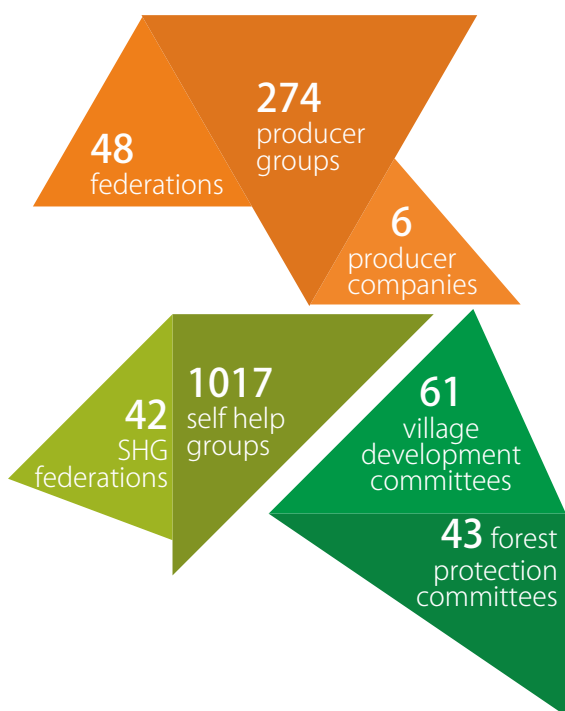 274
producer
groups
48
federations
6
producer
companies
1017
self help
groups
42
SHG
federations
61
village
development
committees
43 forest
protection
committees